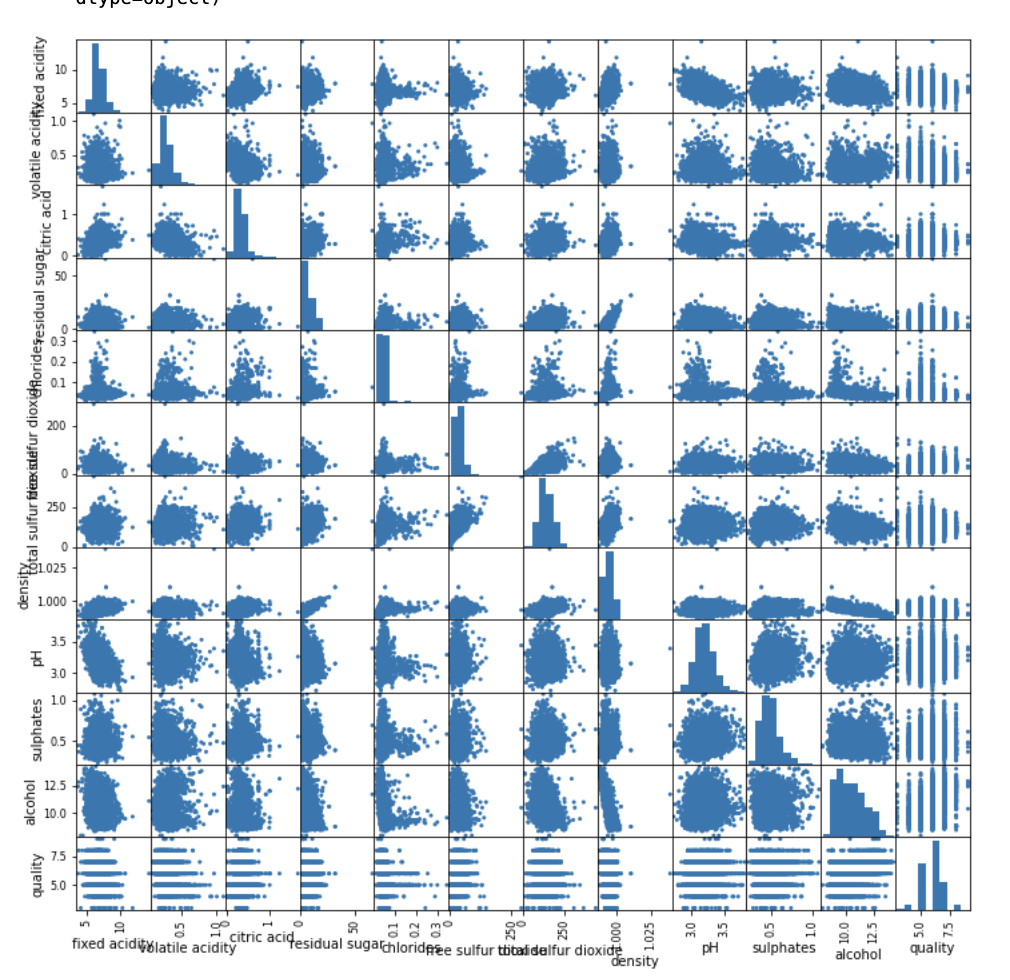 dtype=object)
fixed acidity
10
5
volatile acidity
1.0
0.5
citric acid
1
0
residual sugar
50
0
chlorides
0.3
0.2
0.1
free sulfur dioxide
200
0
total sulfur dioxide
250
0
density
1.025
1.000
pH
3.5
3.0
sulphates
1.0
0.5
alcohol
12.5
10.0
quality
7.5
5.0
5 10 0.5 1.0 0 1 0 50 0.1 0.2 0.3 0 250 0 250 1.000 1.025 3.0 3.5 0.5 1.0 10.0 12.5 5.0 7.5
fixed acidity volatile acidity citric acid residual sugar chlorides free sulfur dioxide total sulfur dioxide density pH sulphates alcohol quality